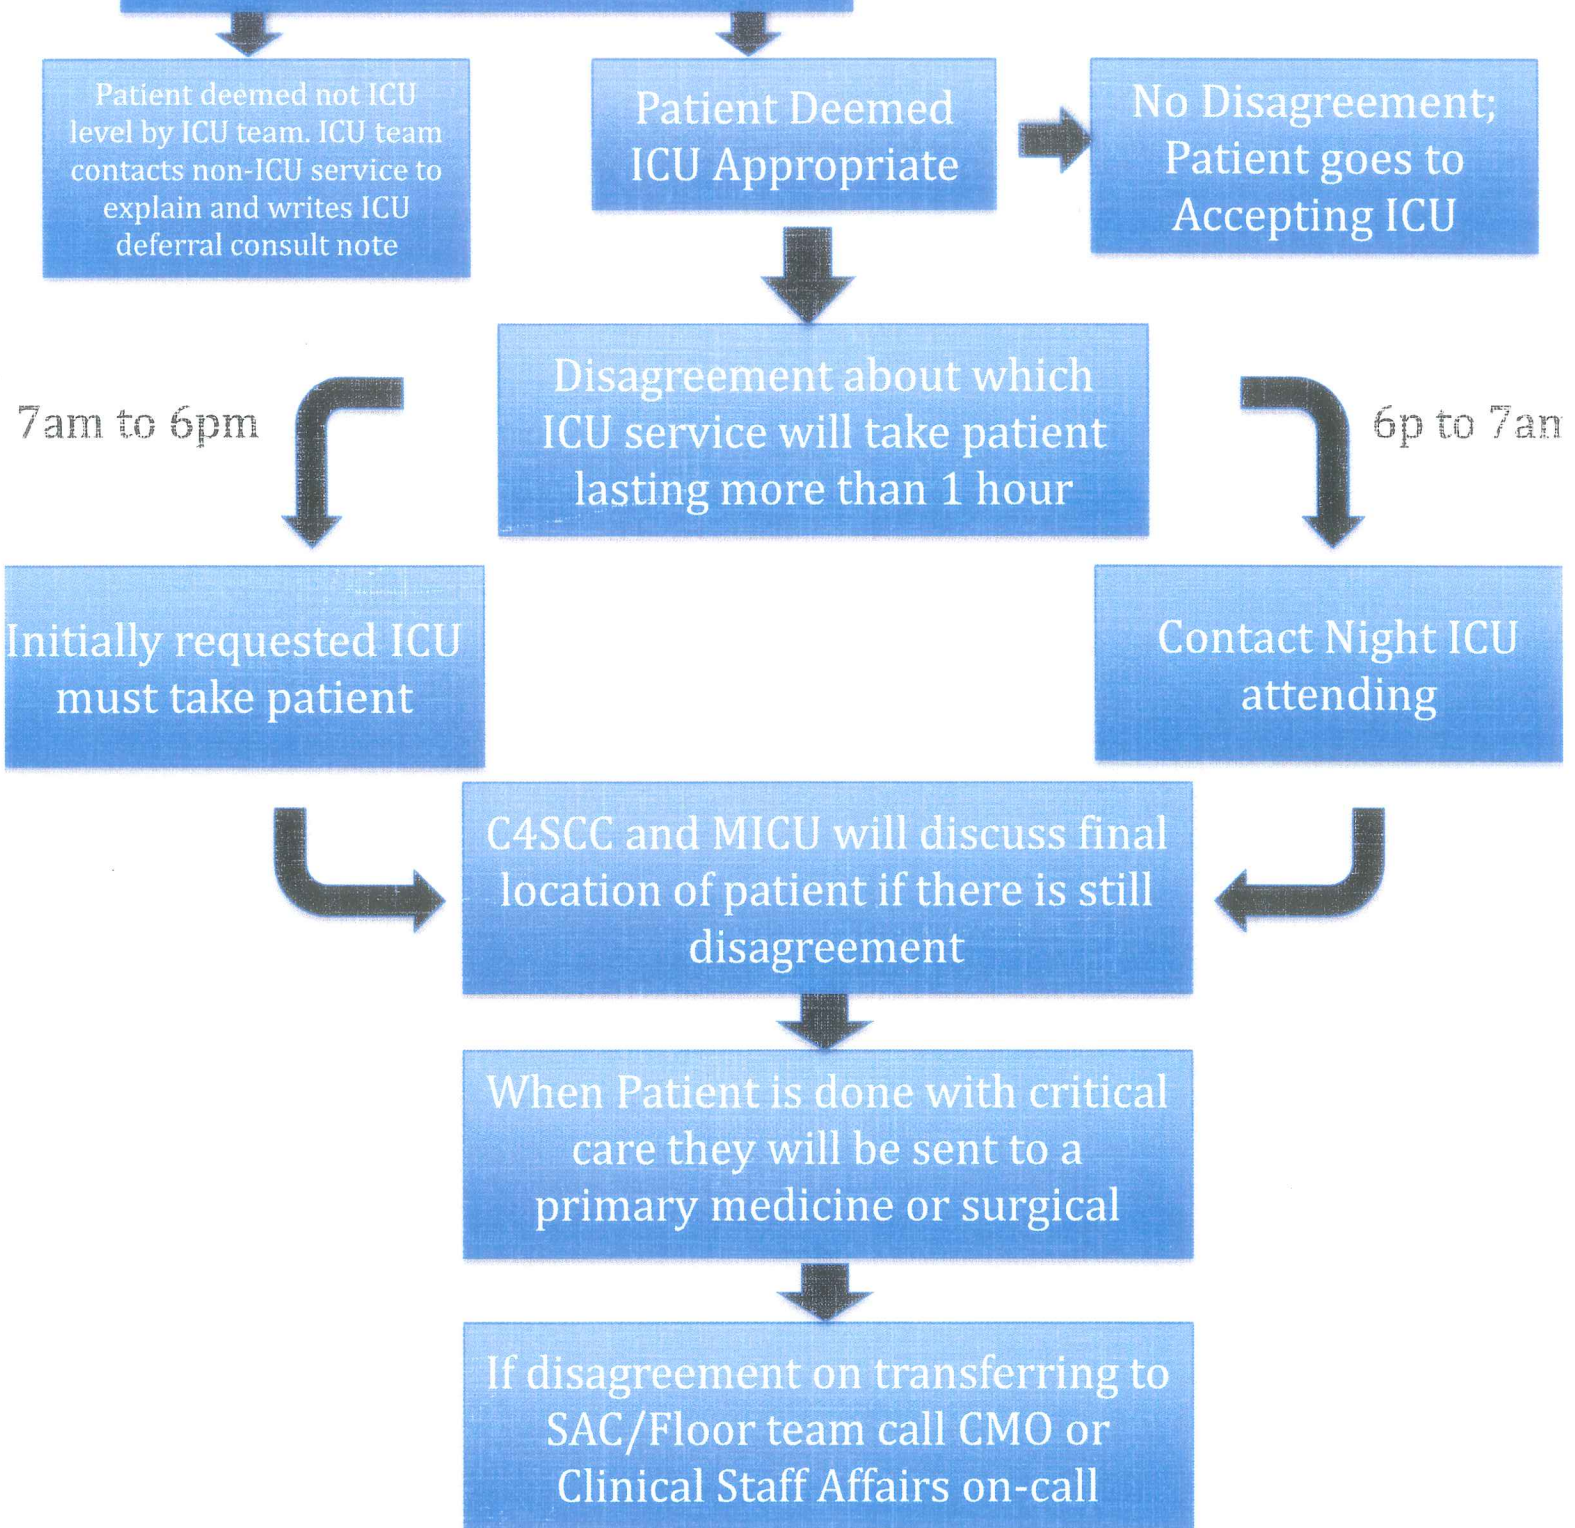 Patient deemed not ICU
level by ICU team. ICU team
contacts non-ICU service to
explain and writes ICU
deferral consult note
Patient Deemed
ICU Appropriate
No Disagreement;
Patient goes to
Accepting ICU
Disagreement about which
ICU service will take patient
lasting more than 1 hour
7am to 6pm
6p to 7an
Initially requested ICU
must take patient
Contact Night ICU
attending
C4SCC and MICU will discuss final
location of patient if there is still
disagreement
When Patient is done with critical
care they will be sent to a
primary medicine or surgical
If disagreement on transferring to
SAC/Floor team call CMO or
Clinical Staff Affairs on-call